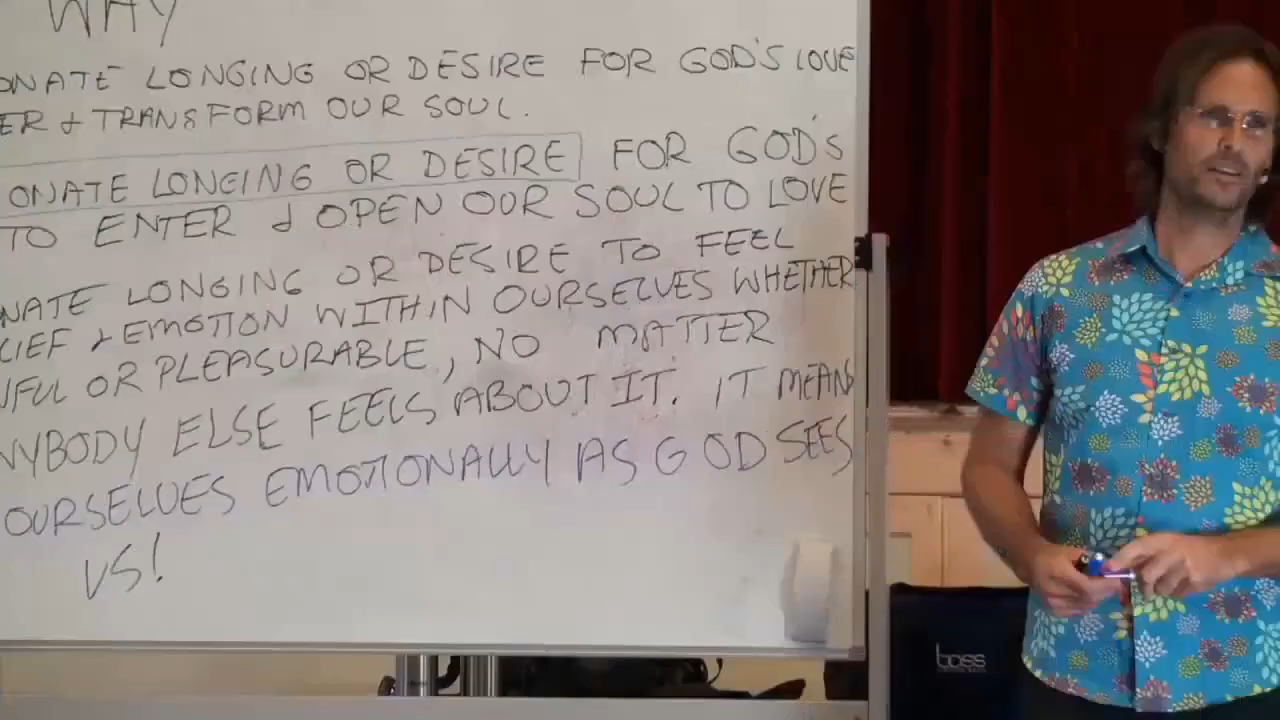 WAY
ONATE LONGING OR DESIRE FOR GOD'S LOVE
ER & TRANSFORM OUR SOUL.
ONATE LONGING OR DESIRE FOR GOD'S
TO ENTER & OPEN OUR SOUL TO LOVE
NATE LONGING OR DESIRE TO FEEL
LIEF & EMOTION WITHIN OURSELVES WHETHER
NFUL OR PLEASURABLE, NO MATTER
NYBODY ELSE FEELS ABOUT IT. IT MEANS
OURSELVES EMOTIONALLY AS GOD SEES
US!
boss